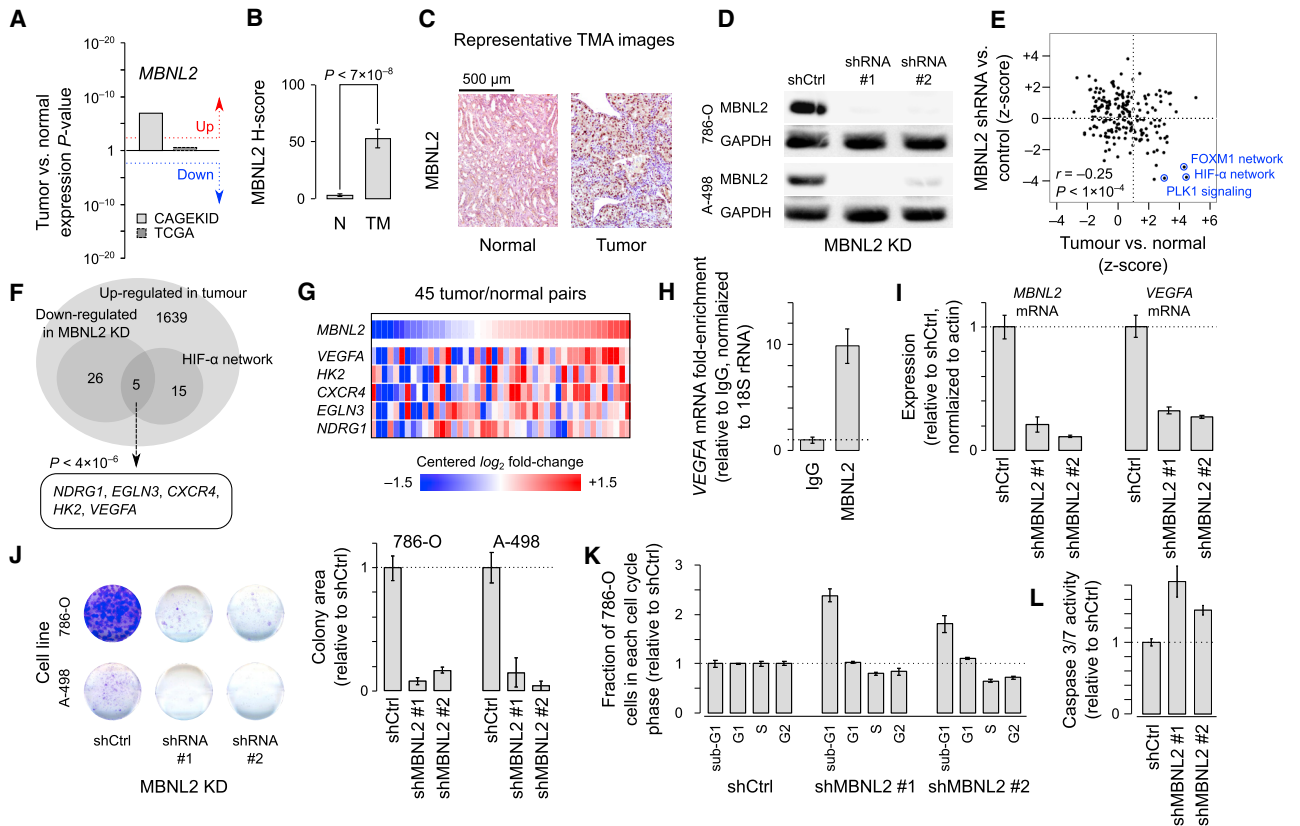 A
10⁻²⁰
10⁻¹⁰
1
10⁻¹⁰
10⁻²⁰
Tumor vs. normal
expression P-value
MBNL2
Up
Down
CAGEKID
TCGA
B
P < 7×10⁻⁸
100
50
0
MBNL2 H-score
N
TM
C
Representative TMA images
500 μm
MBNL2
Normal
Tumor
D
shCtrl
shRNA
#1
shRNA
#2
786-O
MBNL2
GAPDH
A-498
MBNL2
GAPDH
MBNL2 KD
E
MBNL2 shRNA vs.
control (z-score)
+4
+2
0
−2
−4
FOXM1 network
HIF-α network
PLK1 signaling
r = −0.25
P < 1×10⁻⁴
−4
−2
0
+2
+4
+6
Tumour vs. normal
(z-score)
F
Up-regulated in tumour
1639
Down-regulated
in MBNL2 KD
HIF-α network
26
5
15
P < 4×10⁻⁶
NDRG1, EGLN3, CXCR4,
HK2, VEGFA
G
45 tumor/normal pairs
MBNL2
VEGFA
HK2
CXCR4
EGLN3
NDRG1
Centered log₂ fold-change
−1.5
+1.5
H
VEGFA mRNA fold-enrichment
(relative to IgG, normlaized
to 18S rRNA)
10
1
0
IgG
MBNL2
I
Expression
(relative to shCtrl,
normlaized to actin)
MBNL2
mRNA
VEGFA
mRNA
1
0
shCtrl
shMBNL2 #1
shMBNL2 #2
shCtrl
shMBNL2 #1
shMBNL2 #2
J
Cell line
786-O
A-498
shCtrl
shRNA
#1
shRNA
#2
MBNL2 KD
Colony area
(relative to shCtrl)
786-O
A-498
1
0
shCtrl
shMBNL2 #1
shMBNL2 #2
shCtrl
shMBNL2 #1
shMBNL2 #2
K
Fraction of 786-O
cells in each cell cycle
phase (relative to shCtrl)
3
2
1
0
sub-G1
G1
S
G2
sub-G1
G1
S
G2
sub-G1
G1
S
G2
shCtrl
shMBNL2 #1
shMBNL2 #2
L
Caspase 3/7 activity
(relative to shCtrl)
1
0
shCtrl
shMBNL2 #1
shMBNL2 #2